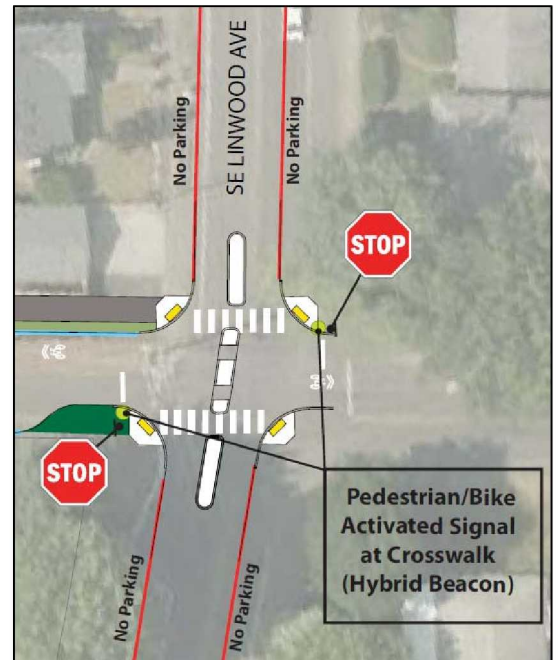 SE LINWOOD AVE
No Parking
No Parking
STOP
STOP
Pedestrian/Bike
Activated Signal
at Crosswalk
(Hybrid Beacon)
No Parking
No Parking